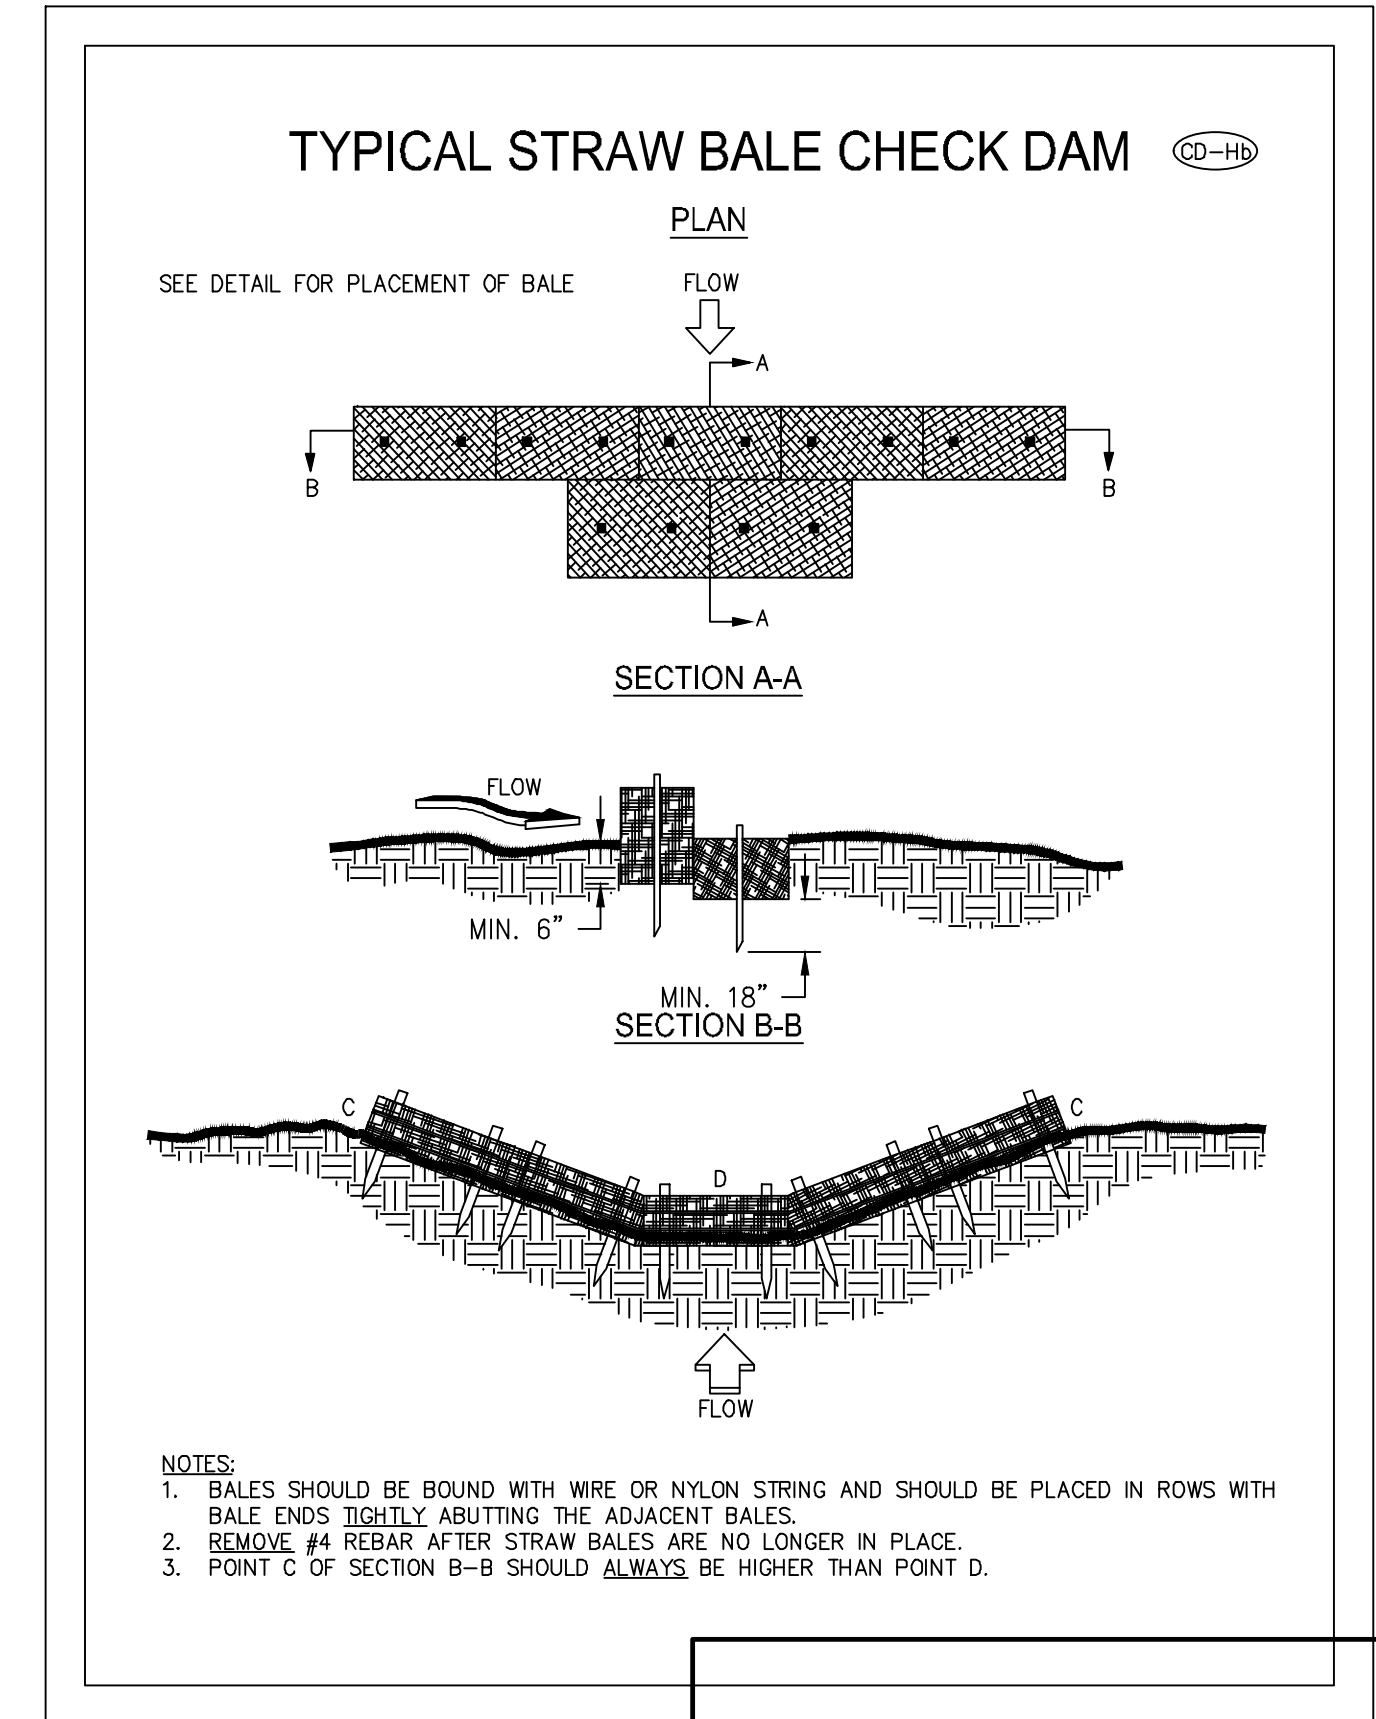 TYPICAL STRAW BALE CHECK DAM CD-Hb
PLAN
SEE DETAIL FOR PLACEMENT OF BALE
FLOW
A
B
B
A
SECTION A-A
FLOW
MIN. 6”
MIN. 18”
SECTION B-B
C
C
D
FLOW
NOTES:
1. BALES SHOULD BE BOUND WITH WIRE OR NYLON STRING AND SHOULD BE PLACED IN ROWS WITH
BALE ENDS TIGHTLY ABUTTING THE ADJACENT BALES.
2. REMOVE #4 REBAR AFTER STRAW BALES ARE NO LONGER IN PLACE.
3. POINT C OF SECTION B-B SHOULD ALWAYS BE HIGHER THAN POINT D.